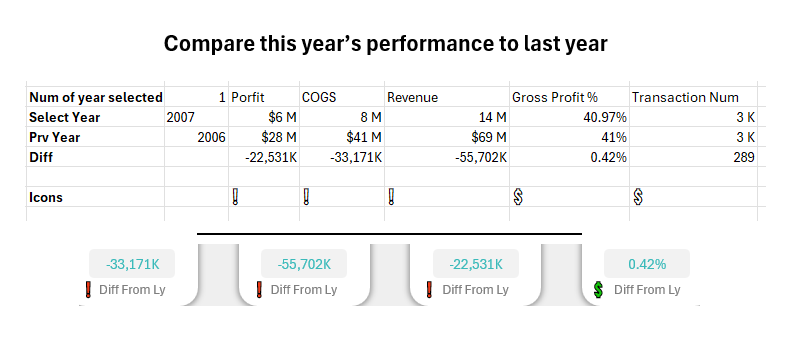 Compare this year's performance to last year
Num of year selected 1 Porfit COGS Revenue Gross Profit % Transaction Num
Select Year 2007 $6 M 8 M 14 M 40.97% 3 K
Prv Year 2006 $28 M $41 M $69 M 41% 3 K
Diff -22,531K -33,171K -55,702K 0.42% 289
Icons
-33,171K -55,702K -22,531K 0.42%
Diff From Ly Diff From Ly Diff From Ly Diff From Ly